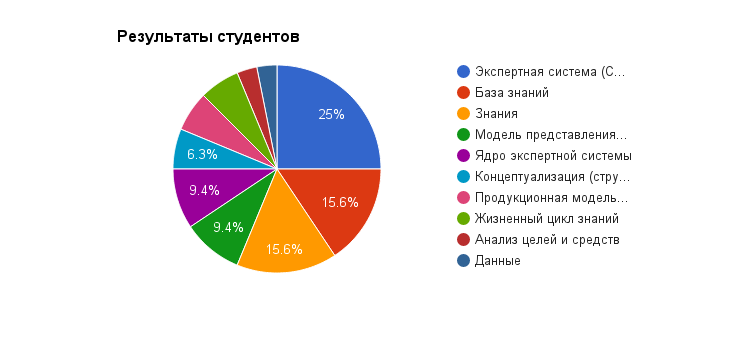 Результаты студентов
25%
15.6%
15.6%
9.4%
9.4%
6.3%
Экспертная система (С...
База знаний
Знания
Модель представления...
Ядро экспертной системы
Концептуализация (стру...
Продукционная модель...
Жизненный цикл знаний
Анализ целей и средств
Данные